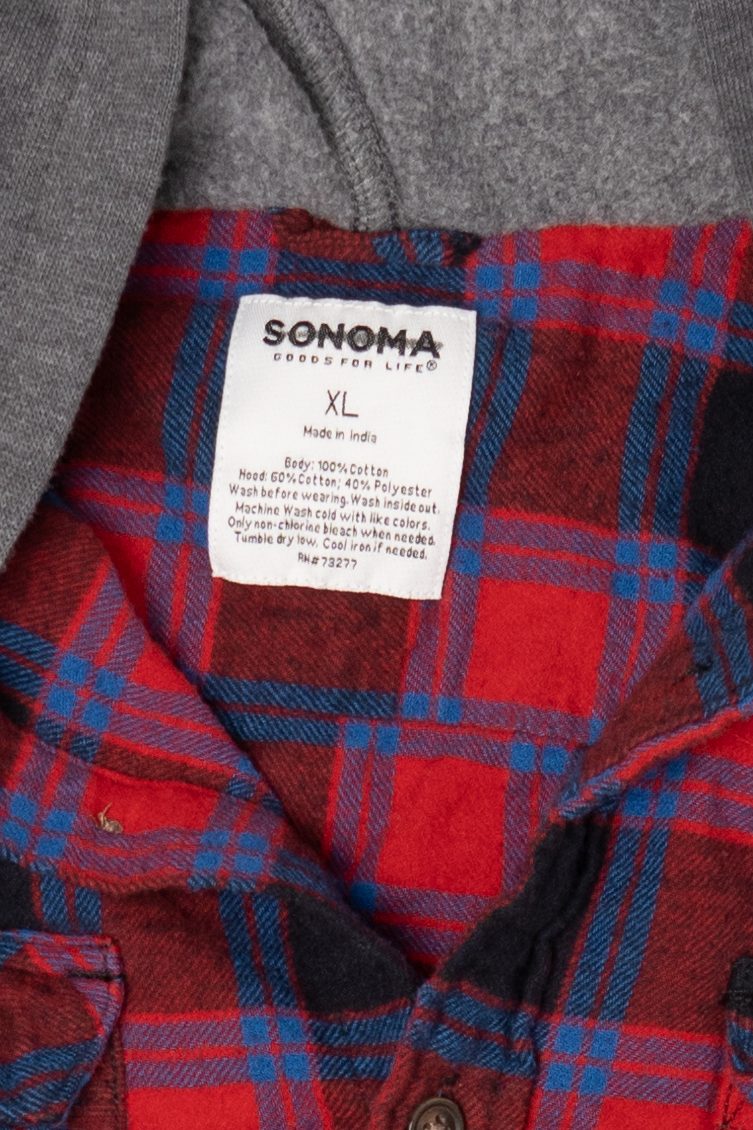 SONOMA
GOODS FOR LIFE®
XL
Made in India
Body: 100% Cotton
Hood: 60% Cotton; 40% Polyester
Wash before wearing. Wash inside out.
Machine Wash cold with like colors.
Only non-chlorine bleach when needed.
Tumble dry low. Cool iron if needed.
RN#73277